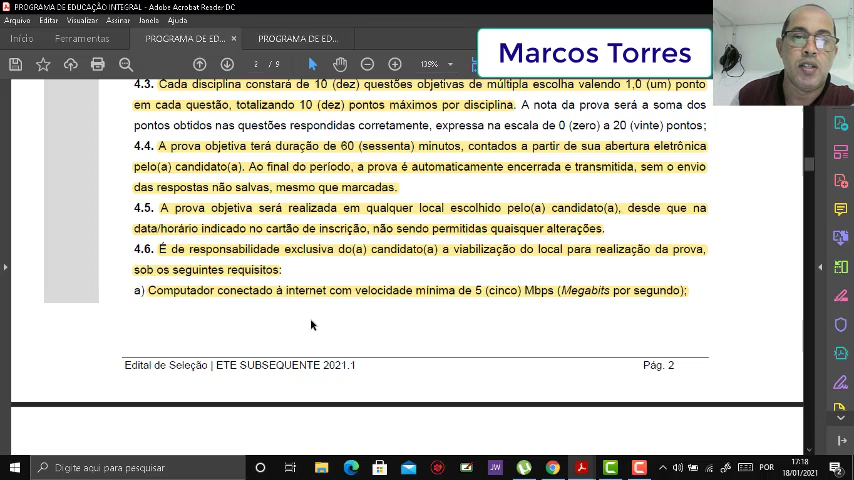 PROGRAMA DE EDUCAÇÃO INTEGRAL - Adobe Acrobat Reader DC
Arquivo Editar Visualizar Assinar Janela Ajuda
Início Ferramentas PROGRAMA DE ED... × PROGRAMA DE ED...
2 / 9 139%
Marcos Torres
4.3. Cada disciplina constará de 10 (dez) questões objetivas de múltipla escolha valendo 1,0 (um) ponto
em cada questão, totalizando 10 (dez) pontos máximos por disciplina. A nota da prova será a soma dos
pontos obtidos nas questões respondidas corretamente, expressa na escala de 0 (zero) a 20 (vinte) pontos;
4.4. A prova objetiva terá duração de 60 (sessenta) minutos, contados a partir de sua abertura eletrônica
pelo(a) candidato(a). Ao final do período, a prova é automaticamente encerrada e transmitida, sem o envio
das respostas não salvas, mesmo que marcadas.
4.5. A prova objetiva será realizada em qualquer local escolhido pelo(a) candidato(a), desde que na
data/horário indicado no cartão de inscrição, não sendo permitidas quaisquer alterações.
4.6. É de responsabilidade exclusiva do(a) candidato(a) a viabilização do local para realização da prova,
sob os seguintes requisitos:
a) Computador conectado à internet com velocidade mínima de 5 (cinco) Mbps (Megabits por segundo);
Edital de Seleção | ETE SUBSEQUENTE 2021.1 Pág. 2
Digite aqui para pesquisar
JW
POR
17:18
18/01/2021
2